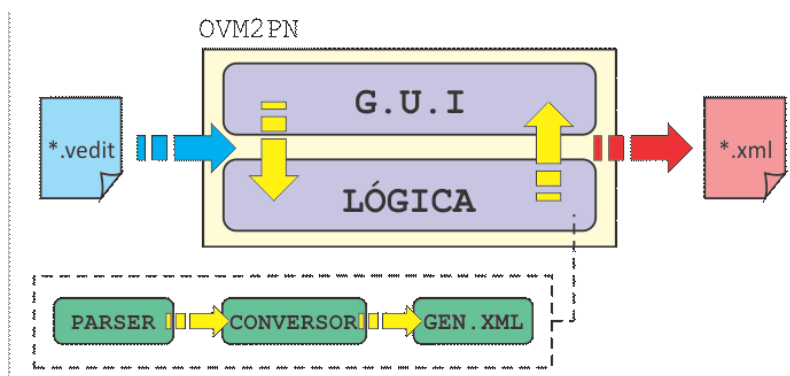 OVM2PN
G.U.I
*.vedit
*.xml
LÓGICA
PARSER
CONVERSOR
GEN.XML